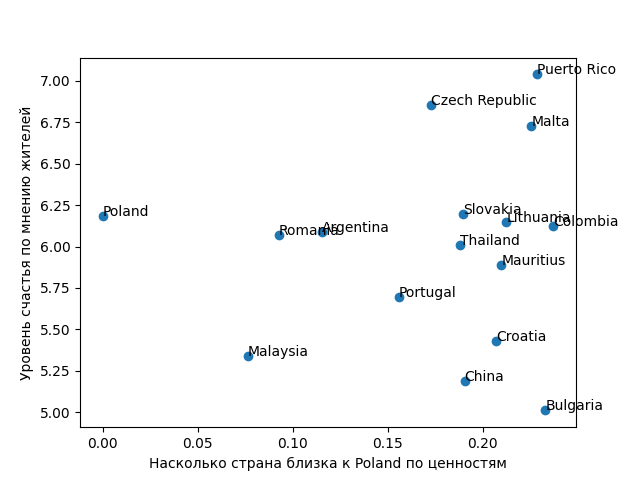 7.00
6.75
6.50
6.25
6.00
5.75
5.50
5.25
5.00
Уровень счастья по мнению жителей
Puerto Rico
Czech Republic
Malta
Poland
Slovakia
Lithuania
Colombia
Romania
Argentina
Thailand
Mauritius
Portugal
Croatia
Malaysia
China
Bulgaria
0.00 0.05 0.10 0.15 0.20
Насколько страна близка к Poland по ценностям